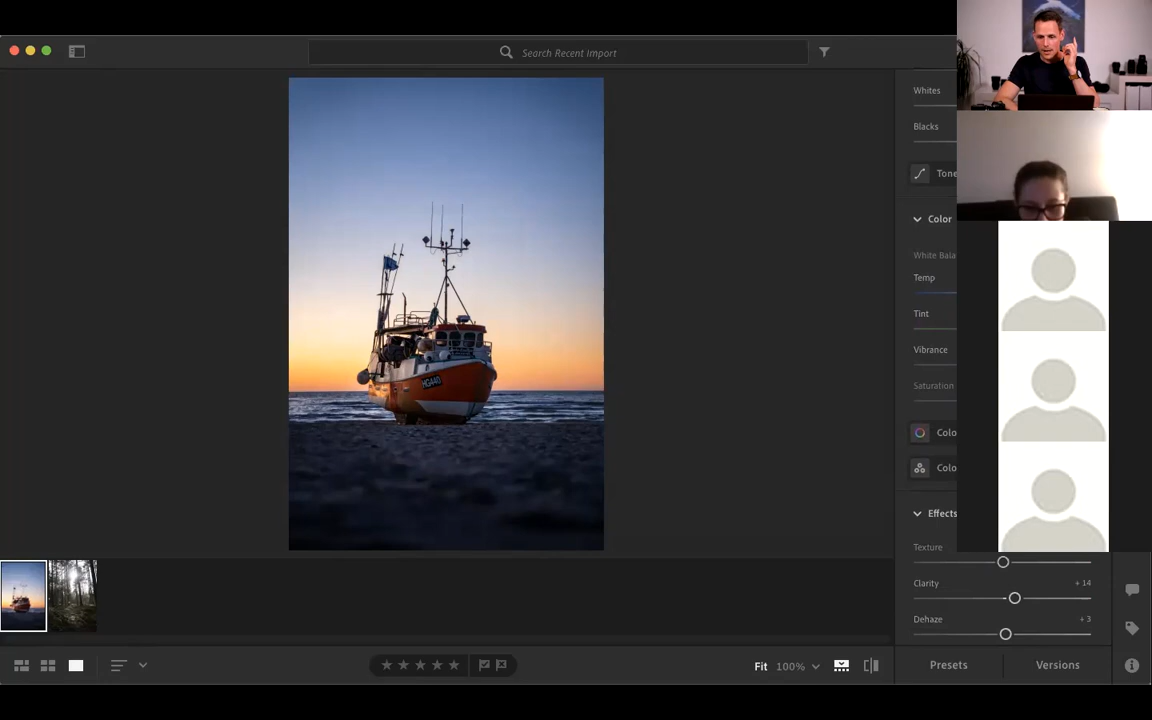 Search Recent Import
Whites
Blacks
Tone
Color
White Bala
Temp
Tint
Vibrance
Saturation
Colo
Colo
Effects
Texture
Clarity
+ 14
Dehaze
+ 3
HG440
Fit
100%
Presets
Versions